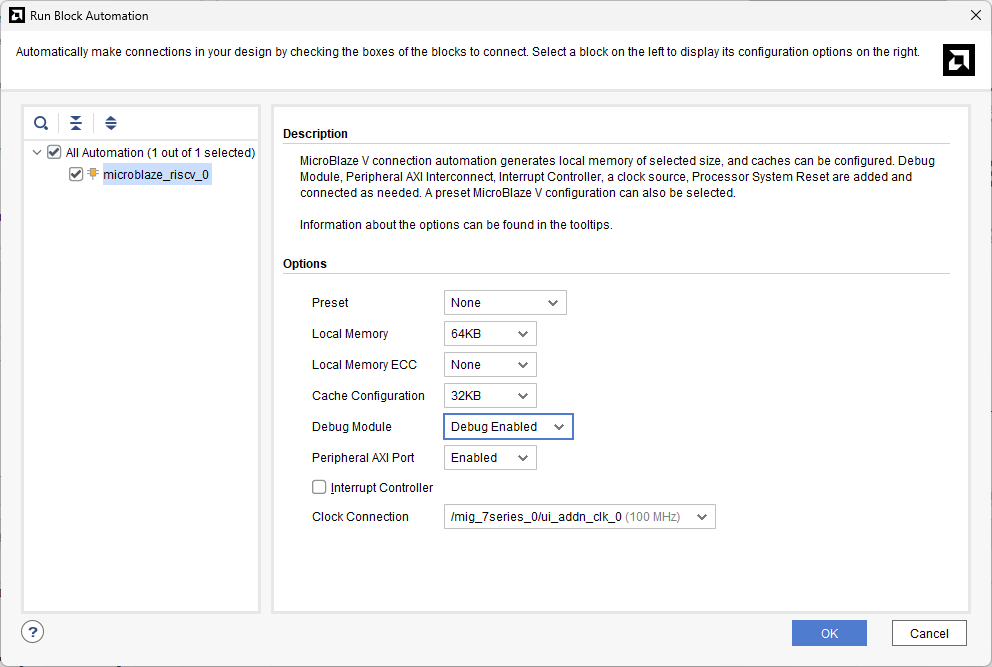 Run Block Automation
Automatically make connections in your design by checking the boxes of the blocks to connect. Select a block on the left to display its configuration options on the right.
All Automation (1 out of 1 selected)
microblaze_riscv_0
Description
MicroBlaze V connection automation generates local memory of selected size, and caches can be configured. Debug
Module, Peripheral AXI Interconnect, Interrupt Controller, a clock source, Processor System Reset are added and
connected as needed. A preset MicroBlaze V configuration can also be selected.
Information about the options can be found in the tooltips.
Options
Preset None
Local Memory 64KB
Local Memory ECC None
Cache Configuration 32KB
Debug Module Debug Enabled
Peripheral AXI Port Enabled
Interrupt Controller
Clock Connection /mig_7series_0/ui_addn_clk_0 (100 MHz)
? OK Cancel